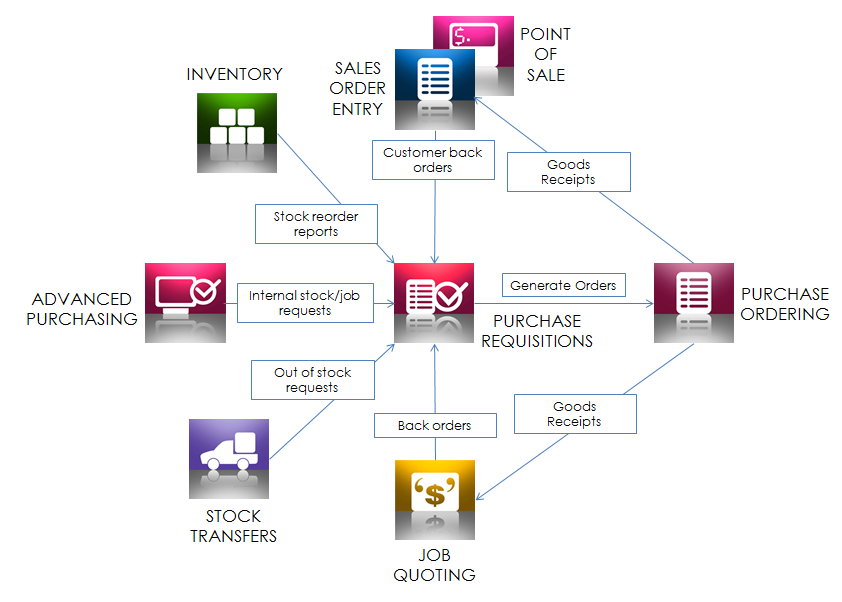 POINT
OF
SALE
SALES
ORDER
ENTRY
$.
INVENTORY
Customer back
orders
Goods
Receipts
Stock reorder
reports
ADVANCED
PURCHASING
Internal stock/job
requests
Generate Orders
PURCHASE
REQUISITIONS
PURCHASE
ORDERING
Out of stock
requests
Back orders
Goods
Receipts
STOCK
TRANSFERS
‘$’
JOB
QUOTING